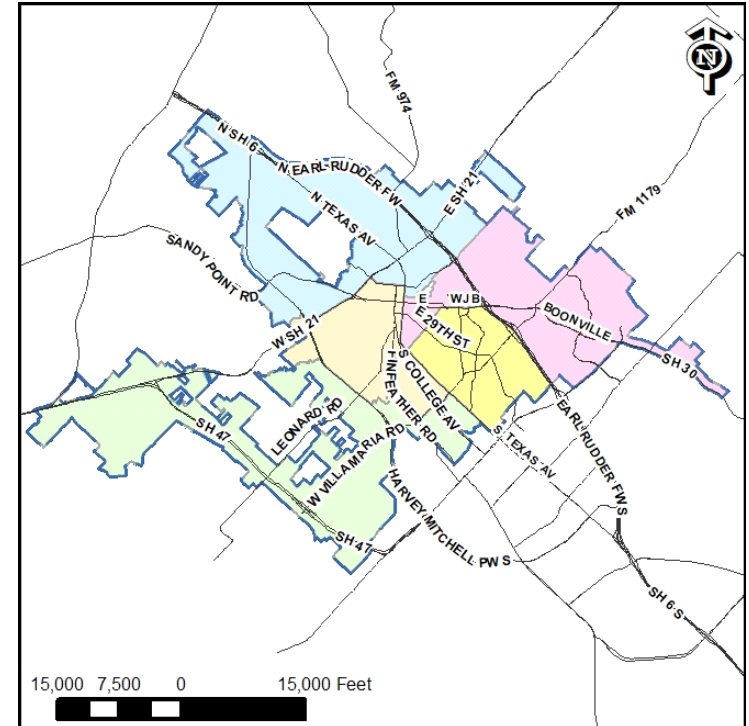 N
FM 974
N SH 6
N EARL RUDDER FW
E SH 21
N TEXAS AV
FM 1179
SANDY POINT RD
E WJB
BOONVILLE
E 29TH ST
W SH 21
SH 30
S COLLEGE AV
FINFEATHER RD
LEONARD RD
SH 47
W VILLA MARIA RD
S TEXAS AV
EARL RUDDER FW S
HARVEY MITCHELL PW S
SH 47
SH 6 S
15,000 7,500 0 15,000 Feet